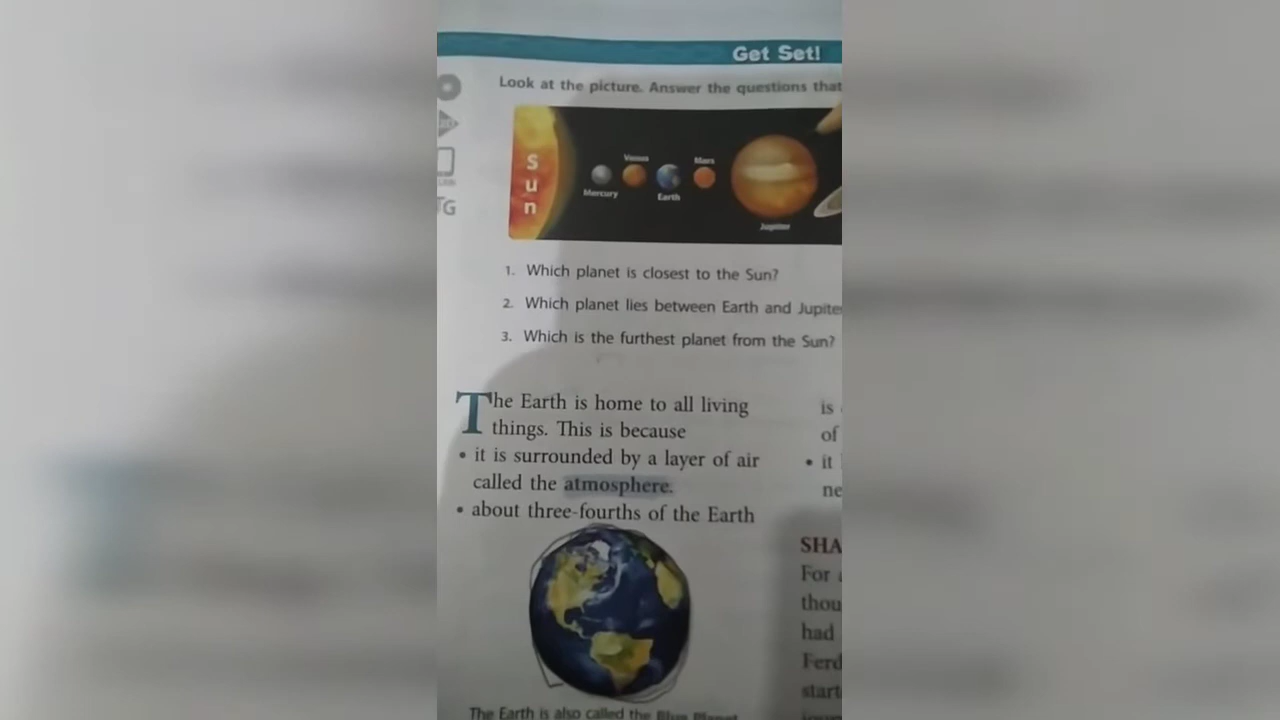 Get Set!
Look at the picture. Answer the questions that
Sun
Mercury
Venus
Earth
Mars
Jupiter
1. Which planet is closest to the Sun?
2. Which planet lies between Earth and Jupite
3. Which is the furthest planet from the Sun?
The Earth is home to all living
things. This is because
• it is surrounded by a layer of air
called the atmosphere.
• about three-fourths of the Earth
The Earth is also called the Blue Planet
TG
is
of
• it
ne
SHA
For a
thou
had
Ferd
start